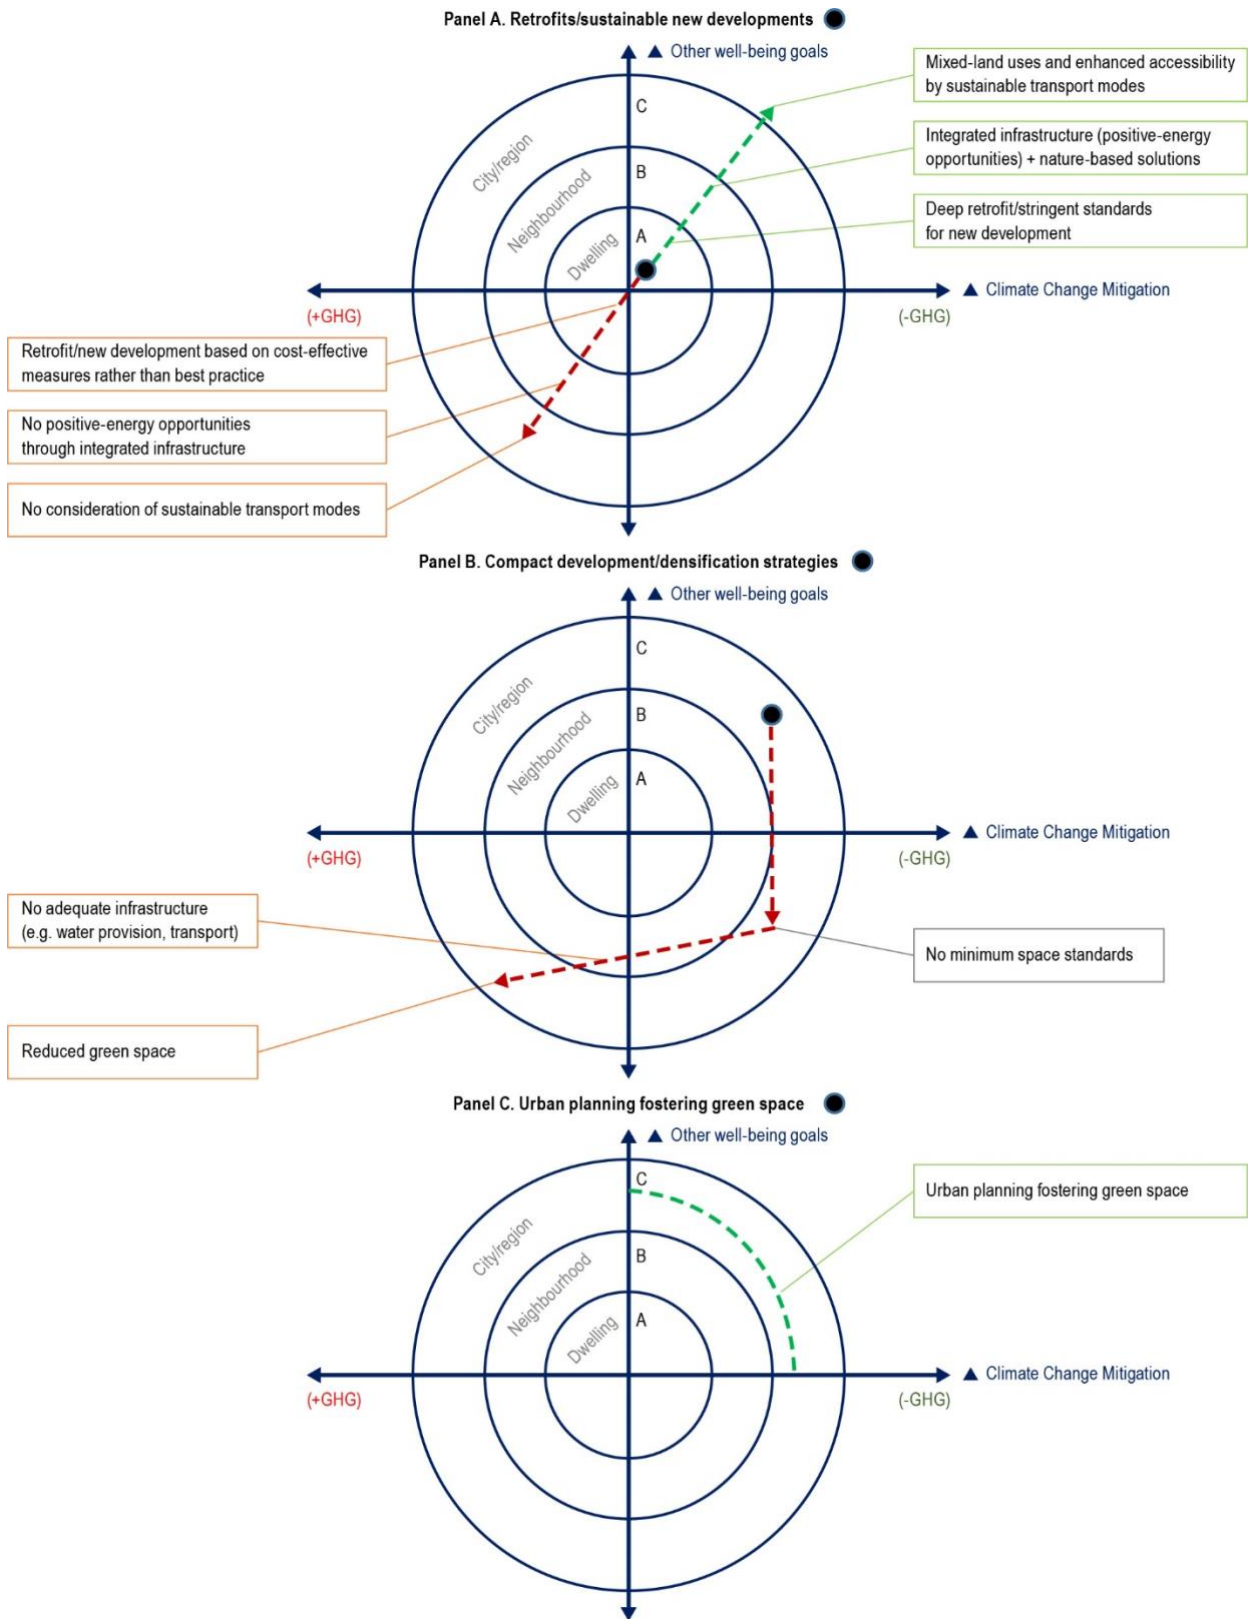 Panel A. Retrofits/sustainable new developments
▲ Other well-being goals
Mixed-land uses and enhanced accessibility
by sustainable transport modes
C
City/region
Integrated infrastructure (positive-energy
opportunities) + nature-based solutions
B
Neighbourhood
Deep retrofit/stringent standards
for new development
A
Dwelling
▲ Climate Change Mitigation
(+GHG)
(-GHG)
Retrofit/new development based on cost-effective
measures rather than best practice
No positive-energy opportunities
through integrated infrastructure
No consideration of sustainable transport modes
Panel B. Compact development/densification strategies
▲ Other well-being goals
C
City/region
B
Neighbourhood
A
Dwelling
▲ Climate Change Mitigation
(+GHG)
(-GHG)
No adequate infrastructure
(e.g. water provision, transport)
No minimum space standards
Reduced green space
Panel C. Urban planning fostering green space
▲ Other well-being goals
C
Urban planning fostering green space
City/region
B
Neighbourhood
A
Dwelling
▲ Climate Change Mitigation
(+GHG)
(-GHG)